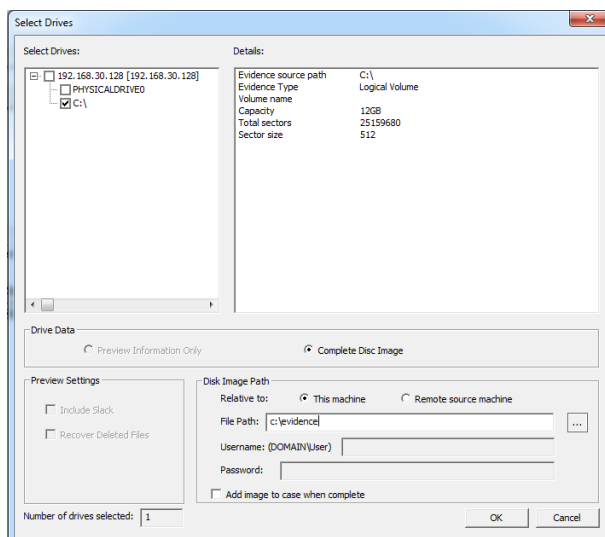 Select Drives
Select Drives:
Details:
192.168.30.128 [192.168.30.128]
PHYSICALDRIVE0
C:\
Evidence source path C:\
Evidence Type Logical Volume
Volume name
Capacity 12GB
Total sectors 25159680
Sector size 512
Drive Data
Preview Information Only
Complete Disc Image
Preview Settings
Include Slack
Recover Deleted Files
Disk Image Path
Relative to: This machine Remote source machine
File Path: c:\evidence
...
Username: (DOMAIN\User)
Password:
Add image to case when complete
Number of drives selected: 1
OK Cancel